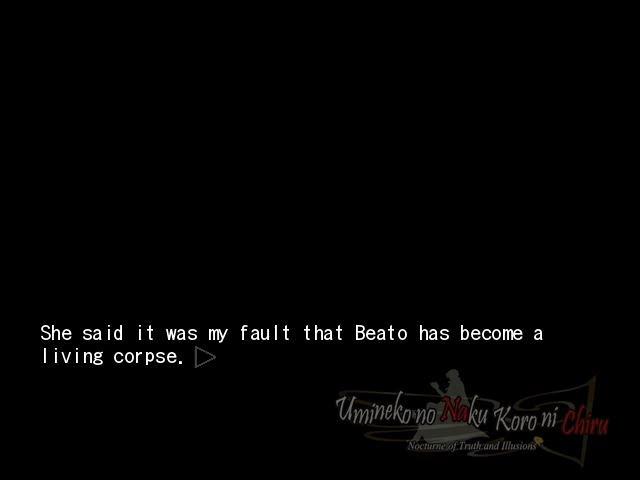 She said it was my fault that Beato has become a
living corpse.
Umineko no Naku Koro ni Chiru
Nocturne of Truth and Illusions